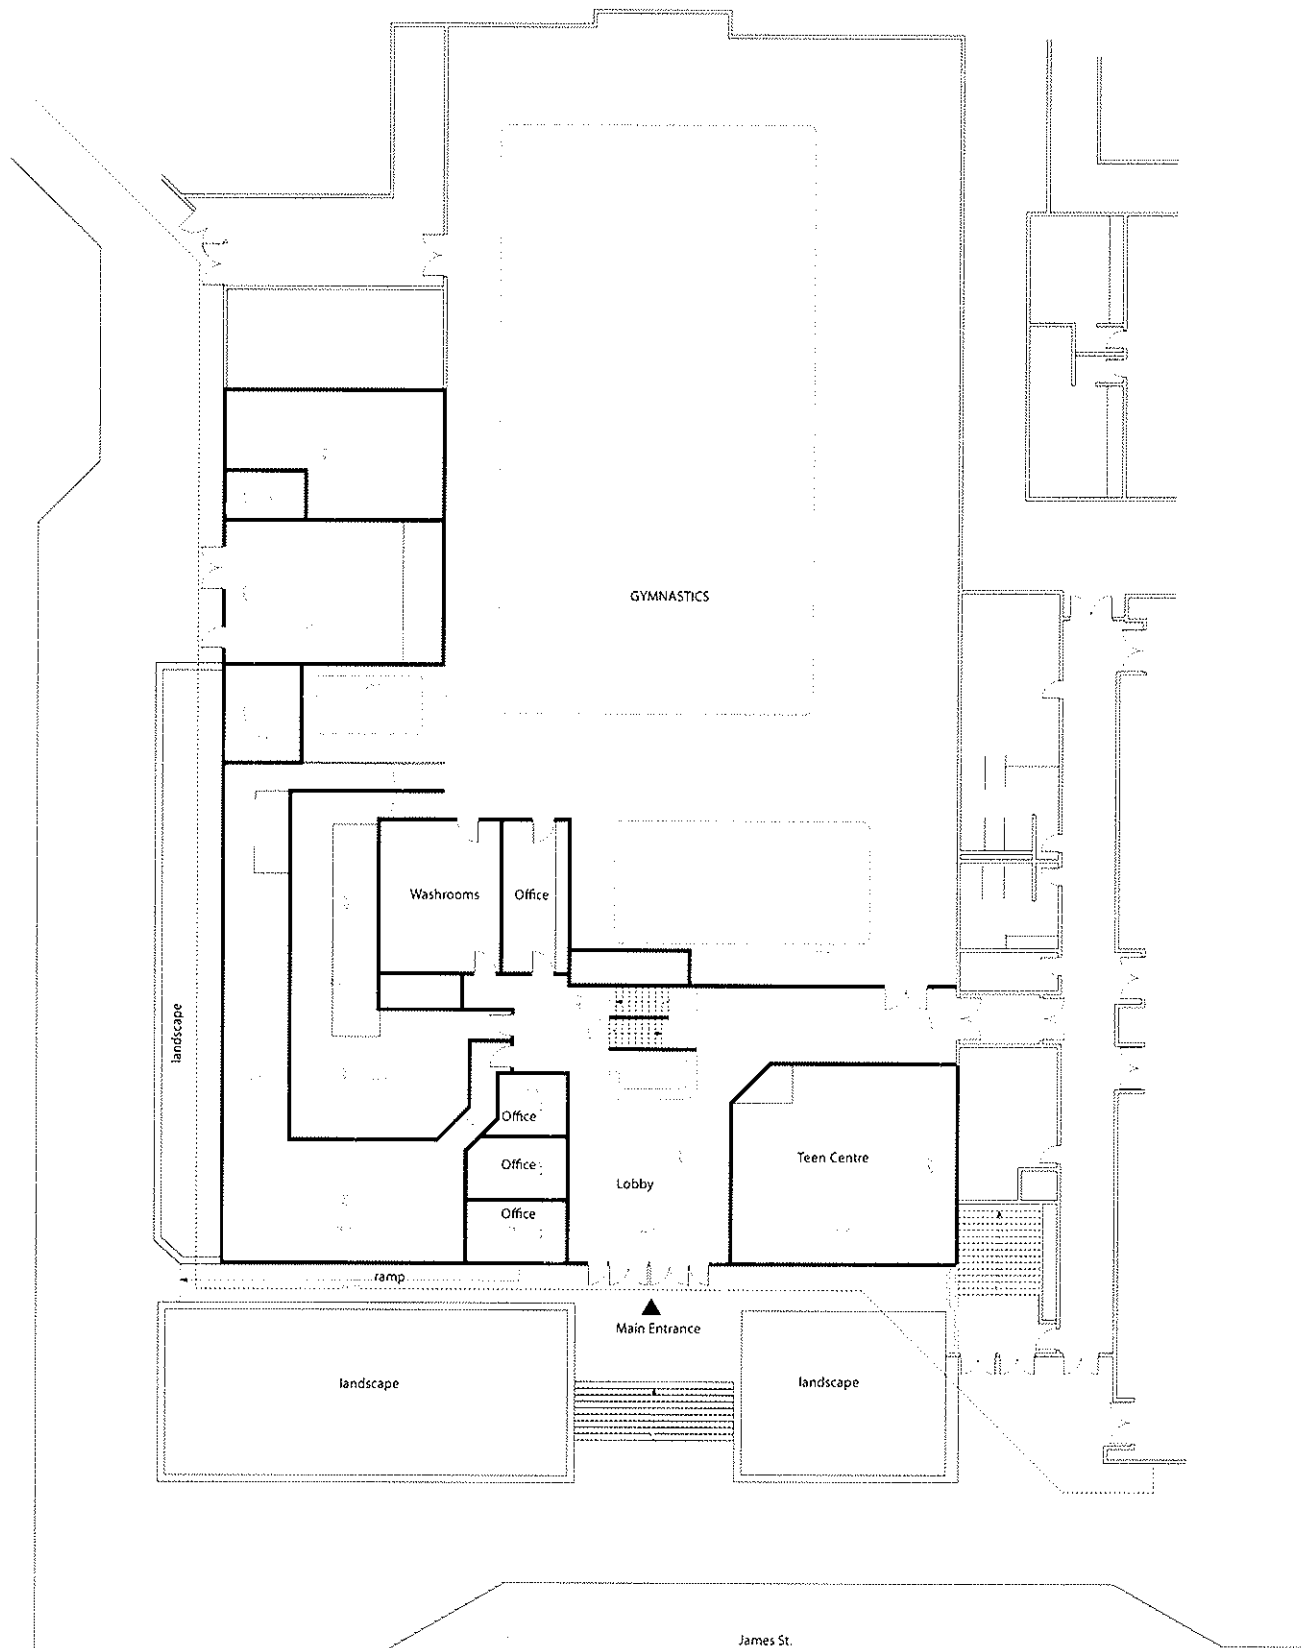 GYMNASTICS
Washrooms
Office
landscape
Office
Office
Office
Lobby
Teen Centre
ramp
Main Entrance
landscape
landscape
James St.